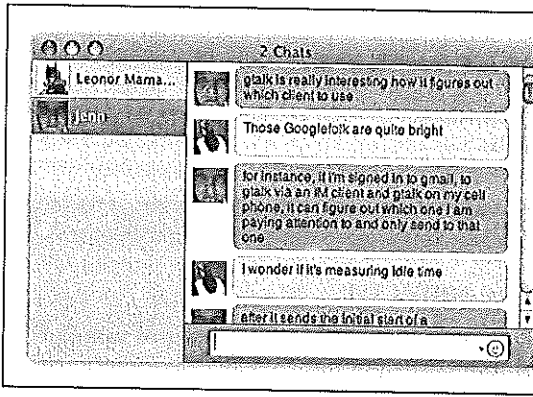 2 Chats
Leonor Mama...
jenn
gtalk is really interesting how it figures out
which client to use
Those Googlefolk are quite bright
for instance, if i'm signed in to gmail, to
gtalk via an IM client and gtalk on my cell
phone, it can figure out which one I am
paying attention to and only send to that
one
I wonder if it's measuring idle time
after it sends the initial start of a